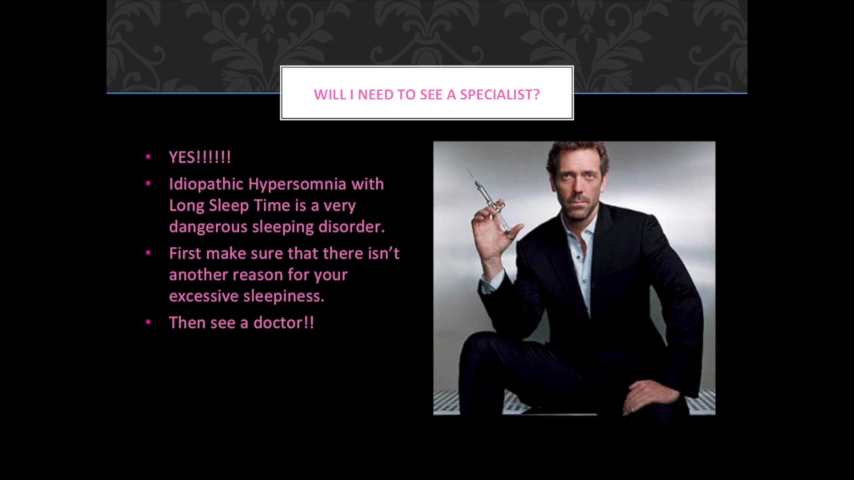 WILL I NEED TO SEE A SPECIALIST?
• YES!!!!!!
• Idiopathic Hypersomnia with
Long Sleep Time is a very
dangerous sleeping disorder.
• First make sure that there isn’t
another reason for your
excessive sleepiness.
• Then see a doctor!!